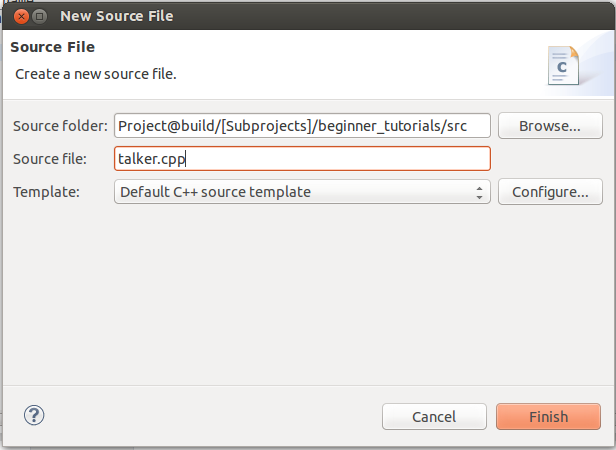 New Source File
Source File
Create a new source file.
C
Source folder: Project@build/[Subprojects]/beginner_tutorials/src Browse...
Source file: talker.cpp
Template: Default C++ source template Configure...
? Cancel Finish